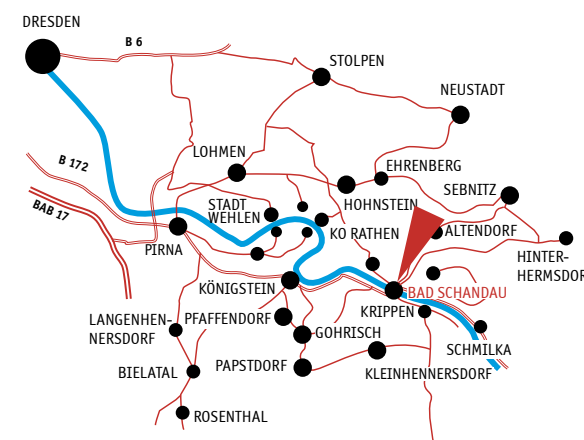 DRESDEN
B 6
STOLPEN
NEUSTADT
LOHMEN
B 172
EHRENBERG
SEBNITZ
BAB 17
STADT
WEHLEN
HOHNSTEIN
KO RATHEN
ALTENDORF
PIRNA
HINTER-
HERMSDORF
KÖNIGSTEIN
BAD SCHANDAU
LANGENHEN-
NERSDORF
PFAFFENDORF
KRIPPEN
GOHRISCH
SCHMILKA
BIELATAL
PAPSTDORF
KLEINHENNERSDORF
ROSENTHAL